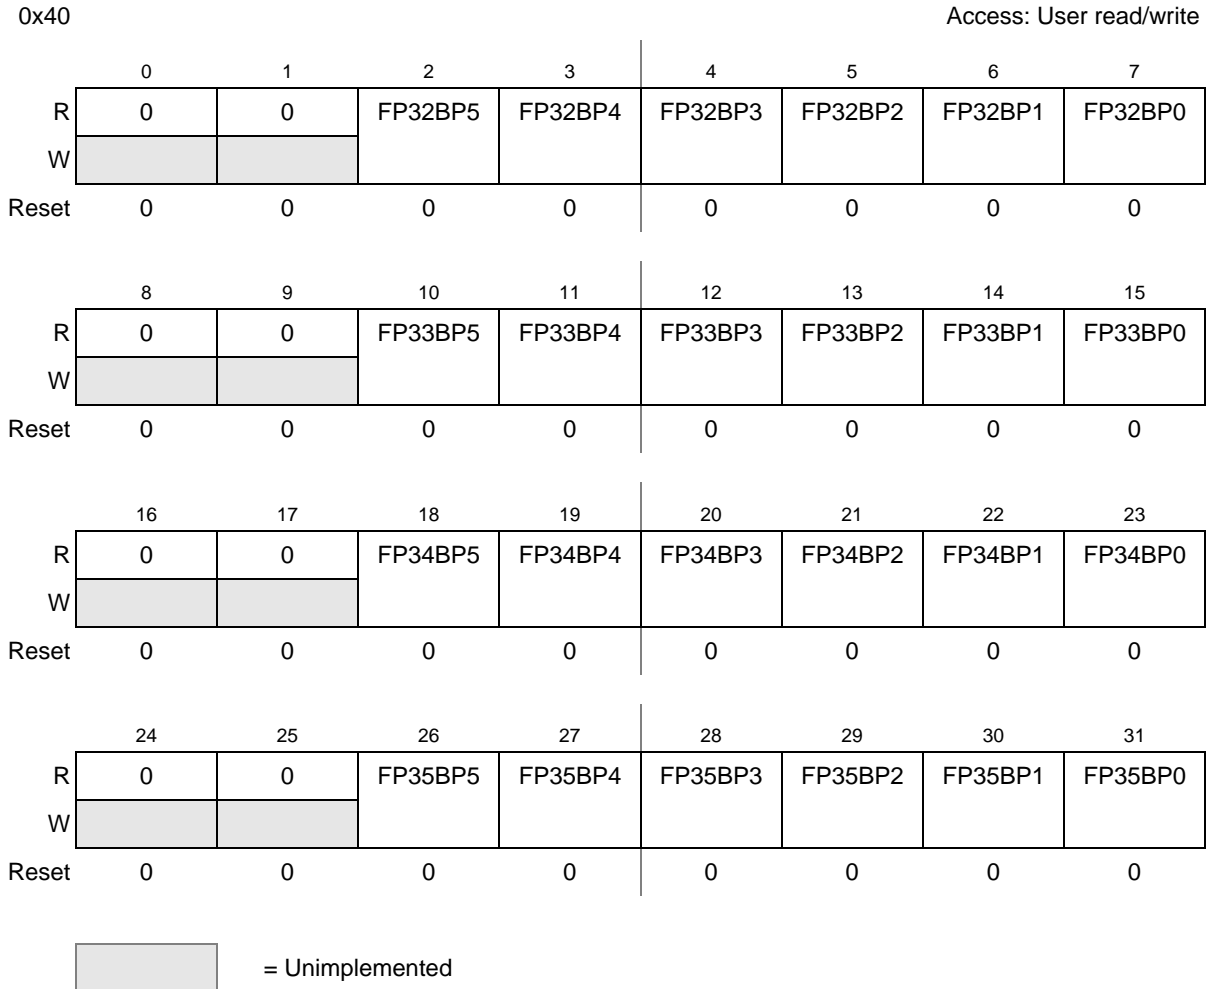 0x40 Access: User read/write
0 1 2 3 4 5 6 7
R 0 0 FP32BP5 FP32BP4 FP32BP3 FP32BP2 FP32BP1 FP32BP0
W
Reset 0 0 0 0 0 0 0 0
8 9 10 11 12 13 14 15
R 0 0 FP33BP5 FP33BP4 FP33BP3 FP33BP2 FP33BP1 FP33BP0
W
Reset 0 0 0 0 0 0 0 0
16 17 18 19 20 21 22 23
R 0 0 FP34BP5 FP34BP4 FP34BP3 FP34BP2 FP34BP1 FP34BP0
W
Reset 0 0 0 0 0 0 0 0
24 25 26 27 28 29 30 31
R 0 0 FP35BP5 FP35BP4 FP35BP3 FP35BP2 FP35BP1 FP35BP0
W
Reset 0 0 0 0 0 0 0 0
= Unimplemented